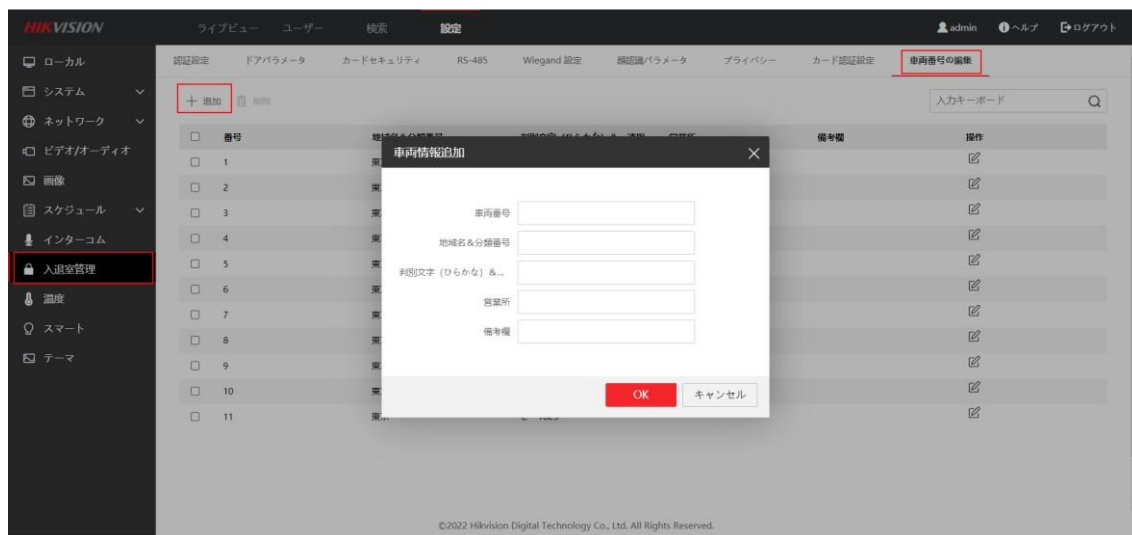 HIKVISION ライブビュー ユーザー 検索 設定 admin ヘルプ ログアウト
ローカル
システム
ネットワーク
ビデオ/オーディオ
画像
スケジュール
インターコム
入退室管理
温度
スマート
テーマ
認証設定 ドアパラメータ カードセキュリティ RS-485 Wiegand 設定 顔認識パラメータ プライバシー カード認証設定 車両番号の編集
追加 削除 入力キーボード
番号 備考欄 操作
1
2
3
4
5
6
7
8
9
10
11
車両情報追加
車両番号
地域名&分類番号
判別文字（ひらかな）&...
営業所
備考欄
OK キャンセル
©2022 Hikvision Digital Technology Co., Ltd. All Rights Reserved.